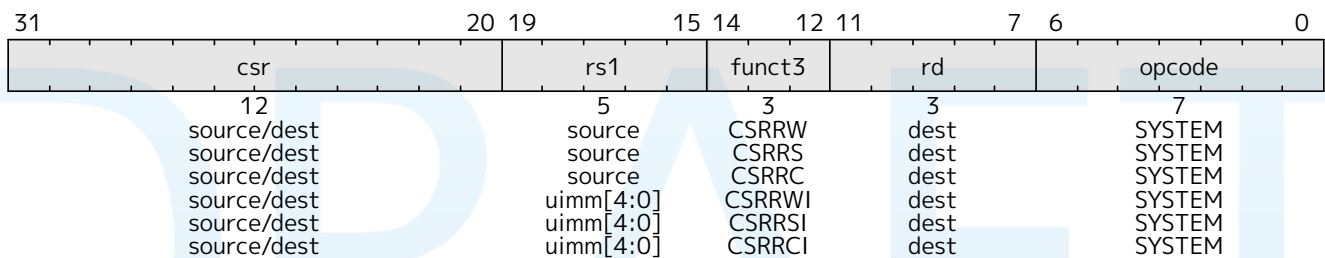 31 20 19 15 14 12 11 7 6 0
csr rs1 funct3 rd opcode
12 5 3 3 7
source/dest source CSRRW dest SYSTEM
source/dest source CSRRS dest SYSTEM
source/dest source CSRRC dest SYSTEM
source/dest uimm[4:0] CSRRWI dest SYSTEM
source/dest uimm[4:0] CSRRSI dest SYSTEM
source/dest uimm[4:0] CSRRCI dest SYSTEM